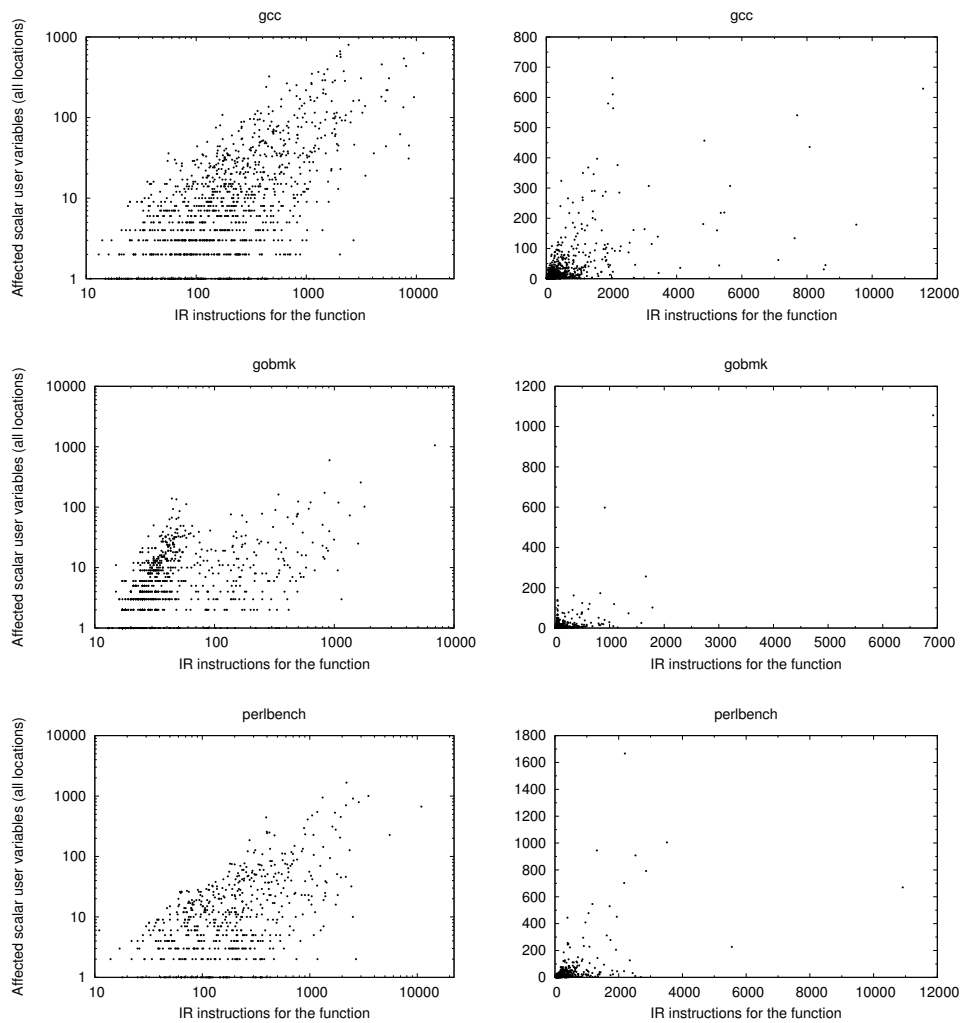 gcc
Affected scalar user variables (all locations)
1000
100
10
1
10 100 1000 10000
IR instructions for the function
gcc
800
700
600
500
400
300
200
100
0
0 2000 4000 6000 8000 10000 12000
IR instructions for the function
gobmk
Affected scalar user variables (all locations)
10000
1000
100
10
1
10 100 1000 10000
IR instructions for the function
gobmk
1200
1000
800
600
400
200
0
0 1000 2000 3000 4000 5000 6000 7000
IR instructions for the function
perlbench
Affected scalar user variables (all locations)
10000
1000
100
10
1
10 100 1000 10000
IR instructions for the function
perlbench
1800
1600
1400
1200
1000
800
600
400
200
0
0 2000 4000 6000 8000 10000 12000
IR instructions for the function